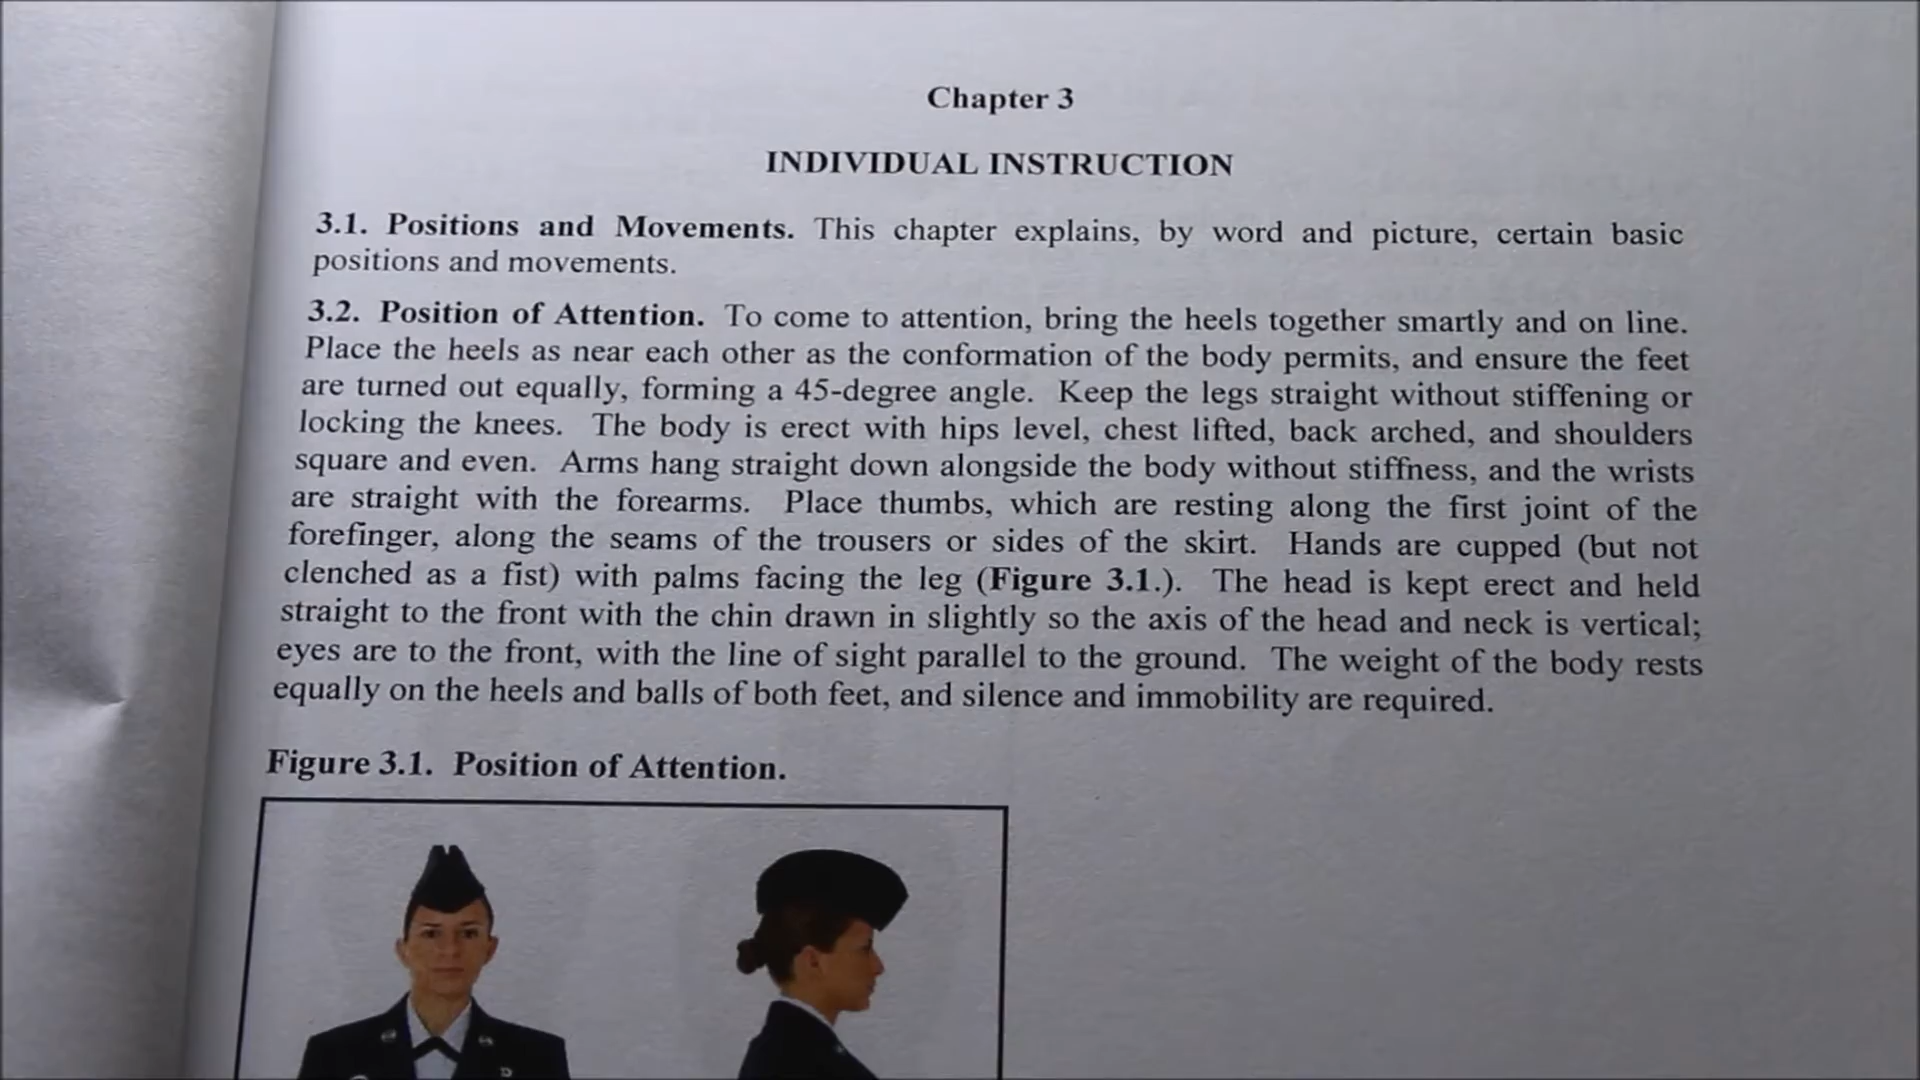 Chapter 3
INDIVIDUAL INSTRUCTION
3.1. Positions and Movements. This chapter explains, by word and picture, certain basic
positions and movements.
3.2. Position of Attention. To come to attention, bring the heels together smartly and on line.
Place the heels as near each other as the conformation of the body permits, and ensure the feet
are turned out equally, forming a 45-degree angle. Keep the legs straight without stiffening or
locking the knees. The body is erect with hips level, chest lifted, back arched, and shoulders
square and even. Arms hang straight down alongside the body without stiffness, and the wrists
are straight with the forearms. Place thumbs, which are resting along the first joint of the
forefinger, along the seams of the trousers or sides of the skirt. Hands are cupped (but not
clenched as a fist) with palms facing the leg (Figure 3.1.). The head is kept erect and held
straight to the front with the chin drawn in slightly so the axis of the head and neck is vertical;
eyes are to the front, with the line of sight parallel to the ground. The weight of the body rests
equally on the heels and balls of both feet, and silence and immobility are required.
Figure 3.1. Position of Attention.